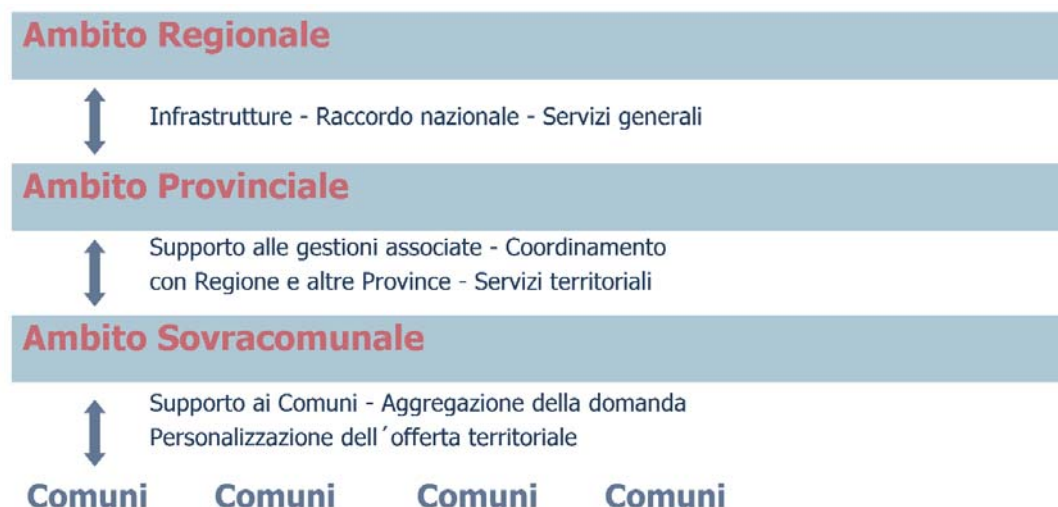 Ambito Regionale
Infrastrutture - Raccordo nazionale - Servizi generali
Ambito Provinciale
Supporto alle gestioni associate - Coordinamento
con Regione e altre Province - Servizi territoriali
Ambito Sovracomunale
Supporto ai Comuni - Aggregazione della domanda
Personalizzazione dell´offerta territoriale
Comuni Comuni Comuni Comuni